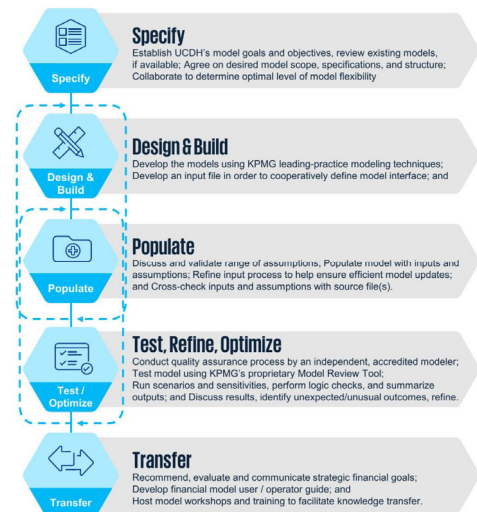 Specify
Establish UCDH's model goals and objectives, review existing models,
if available; Agree on desired model scope, specifications, and structure;
Collaborate to determine optimal level of model flexibility
Specify
Design & Build
Develop the models using KPMG leading-practice modeling techniques;
Develop an input file in order to cooperatively define model interface; and
Design &
Build
Populate
Discuss and validate range of assumptions; Populate model with inputs and
assumptions; Refine input process to help ensure efficient model updates;
and Cross-check inputs and assumptions with source file(s).
Populate
Test, Refine, Optimize
Conduct quality assurance process by an independent, accredited modeler;
Test model using KPMG's proprietary Model Review Tool;
Run scenarios and sensitivities, perform logic checks, and summarize
outputs; and Discuss results, identify unexpected/unusual outcomes, refine.
Test /
Optimize
Transfer
Recommend, evaluate and communicate strategic financial goals;
Develop financial model user / operator guide; and
Host model workshops and training to facilitate knowledge transfer.
Transfer